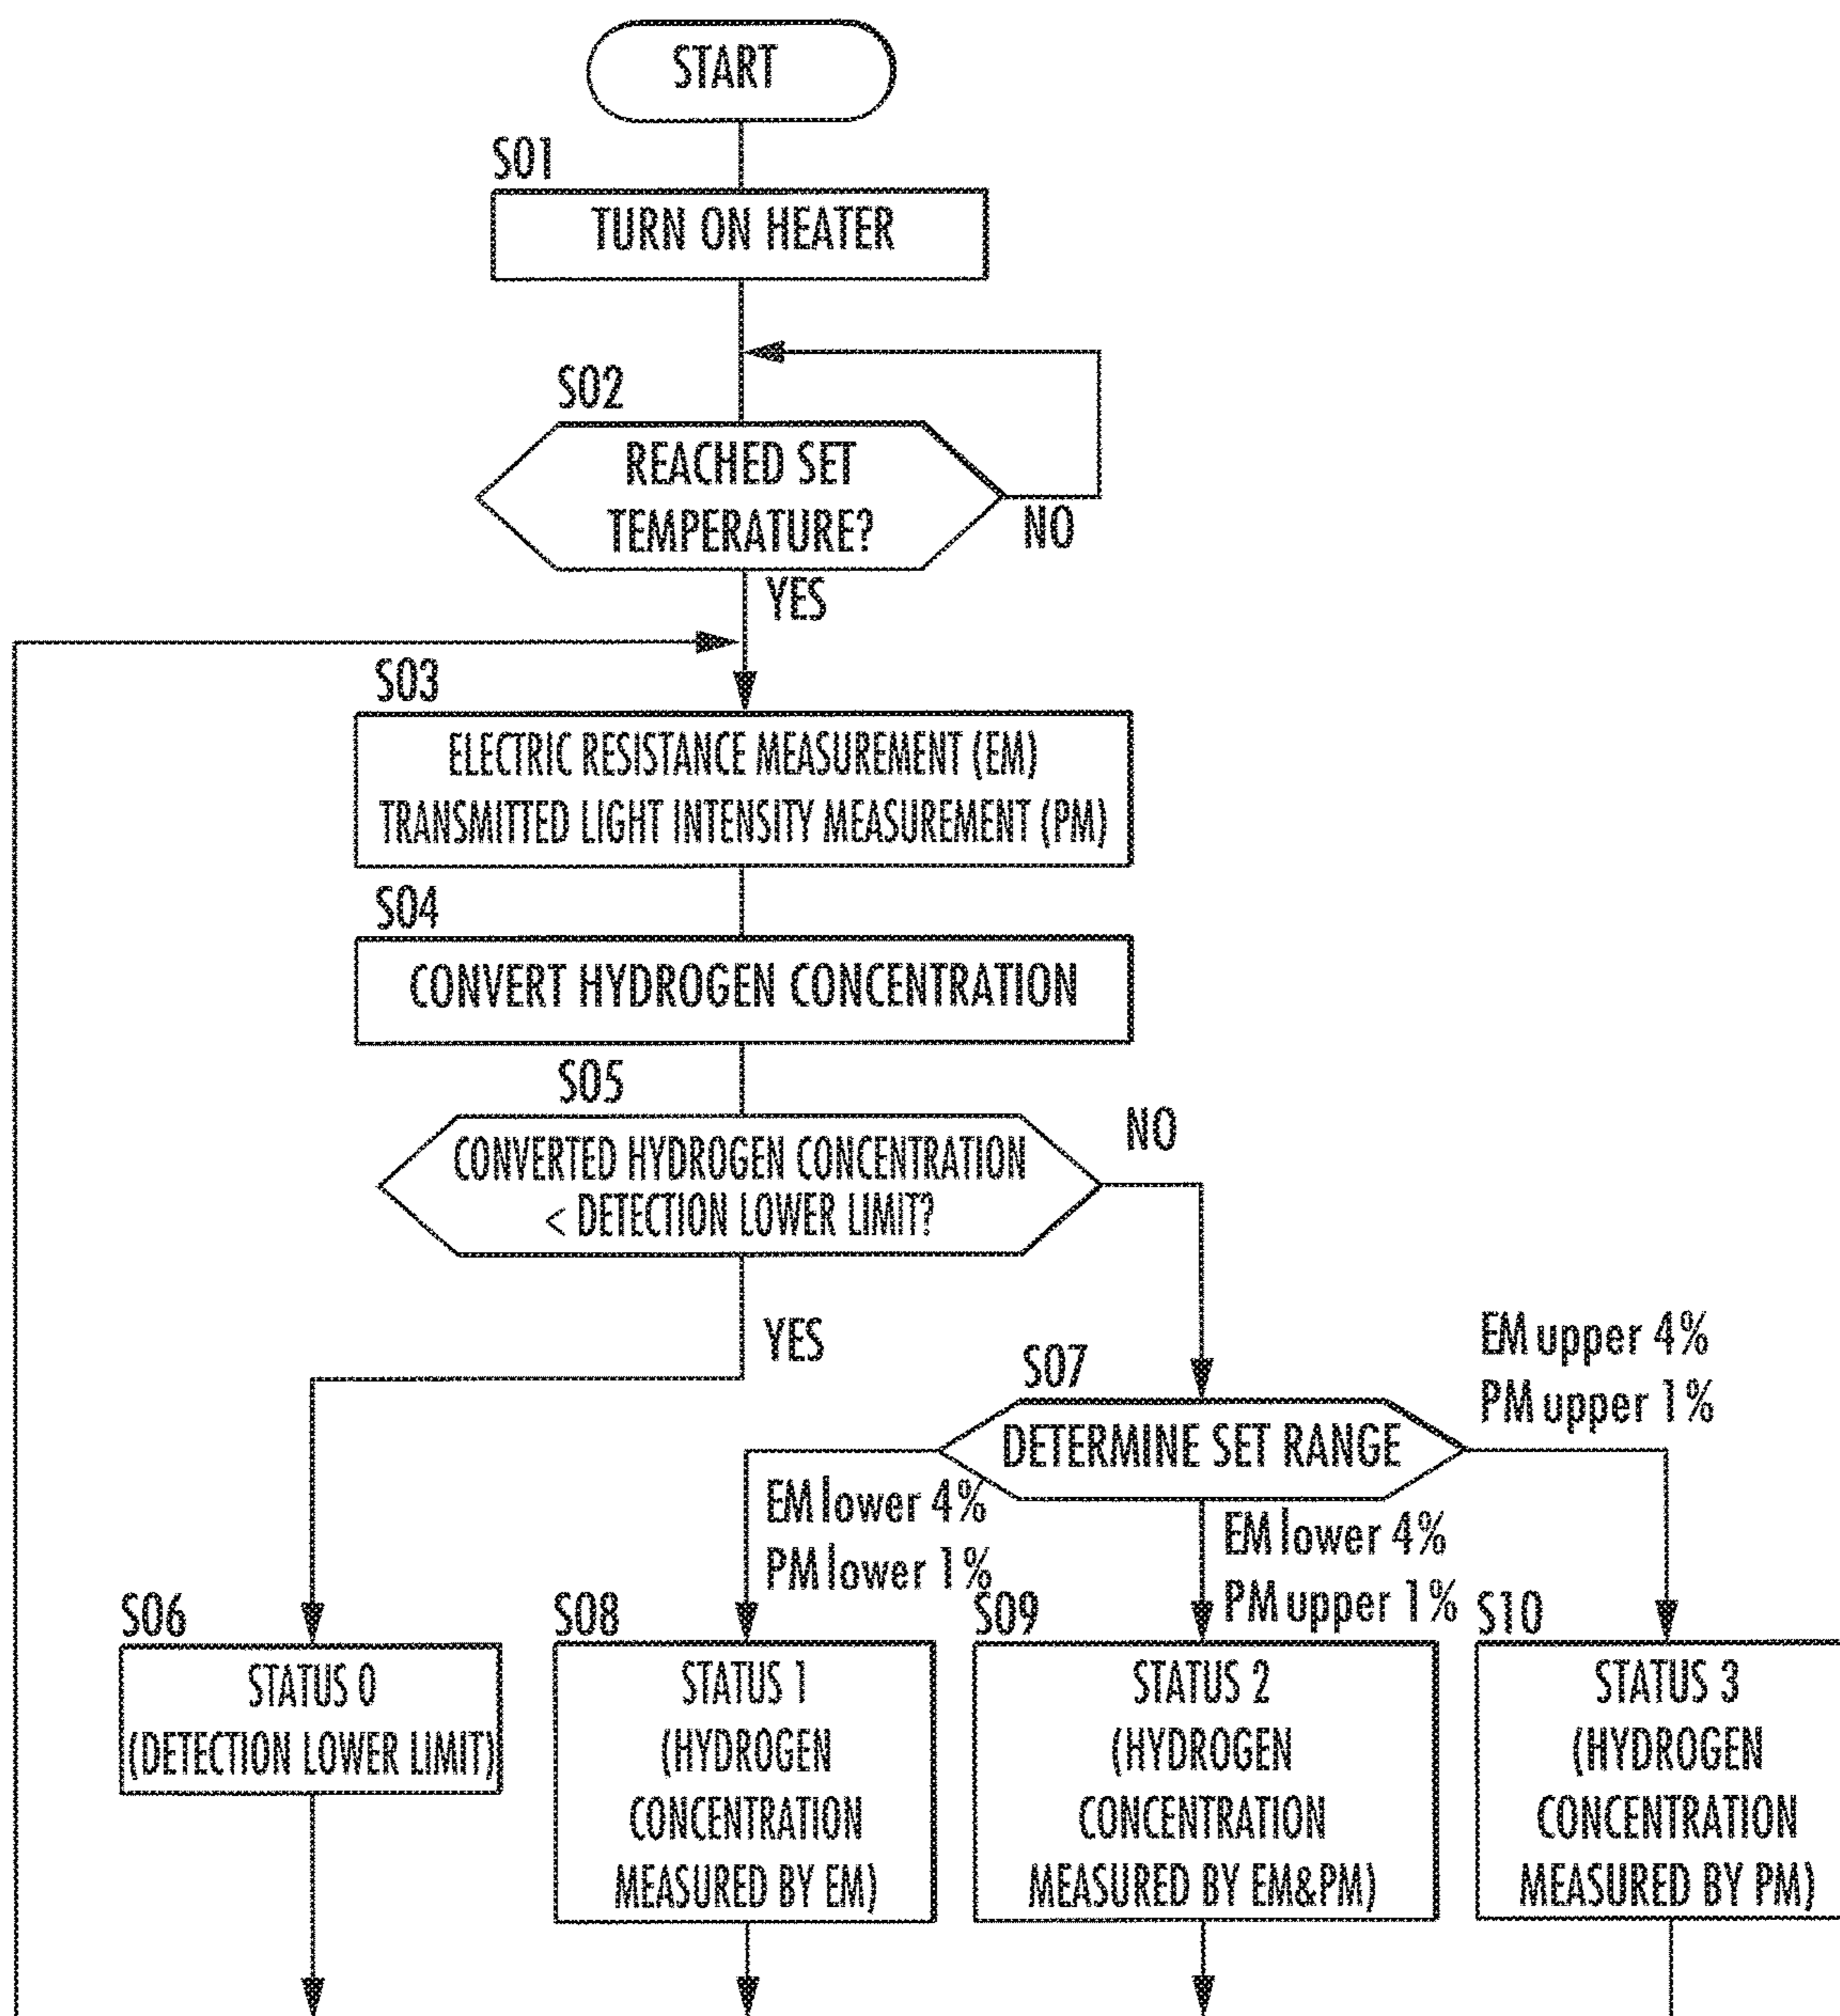 START
S01
TURN ON HEATER
S02
REACHED SET
TEMPERATURE?
NO
YES
S03
ELECTRIC RESISTANCE MEASUREMENT (EM)
TRANSMITTED LIGHT INTENSITY MEASUREMENT (PM)
S04
CONVERT HYDROGEN CONCENTRATION
S05
CONVERTED HYDROGEN CONCENTRATION
< DETECTION LOWER LIMIT?
NO
YES
S07
DETERMINE SET RANGE
EM upper 4%
PM upper 1%
EM lower 4%
PM lower 1%
EM lower 4%
PM upper 1%
S06
STATUS 0
(DETECTION LOWER LIMIT)
S08
STATUS 1
(HYDROGEN
CONCENTRATION
MEASURED BY EM)
S09
STATUS 2
(HYDROGEN
CONCENTRATION
MEASURED BY EM&PM)
S10
STATUS 3
(HYDROGEN
CONCENTRATION
MEASURED BY PM)